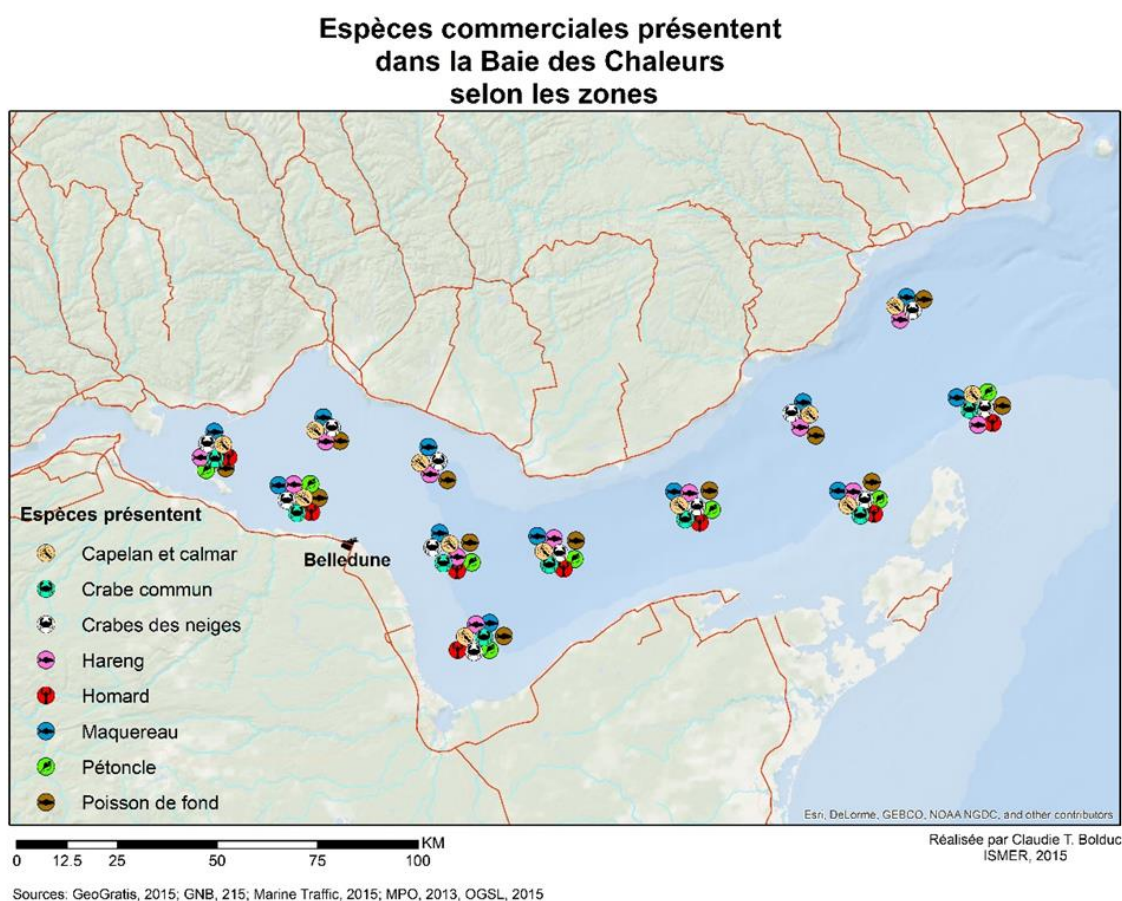 Espèces commerciales présentent
dans la Baie des Chaleurs
selon les zones
Belledune
Espèces présentent
Capelan et calmar
Crabe commun
Crabes des neiges
Hareng
Homard
Maquereau
Pétoncle
Poisson de fond
Esri, DeLorme, GEBCO, NOAA NGDC, and other contributors
KM
0 12.5 25 50 75 100
Réalisée par Claudie T. Bolduc
ISMER, 2015
Sources: GeoGratis, 2015; GNB, 215; Marine Traffic, 2015; MPO, 2013, OGSL, 2015